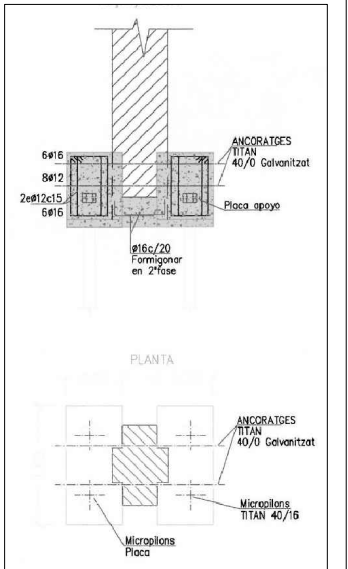 6ø16
8ø12
2eø12c15
6ø16
ANCORATGES
TITAN
40/0 Galvanitzat
Placa apoyo
ø16c/20
Formigonar
en 2ªfase
PLANTA
ANCORATGES
TITAN
40/0 Galvanitzat
Micropilons
TITAN 40/16
Micropilons
Placa